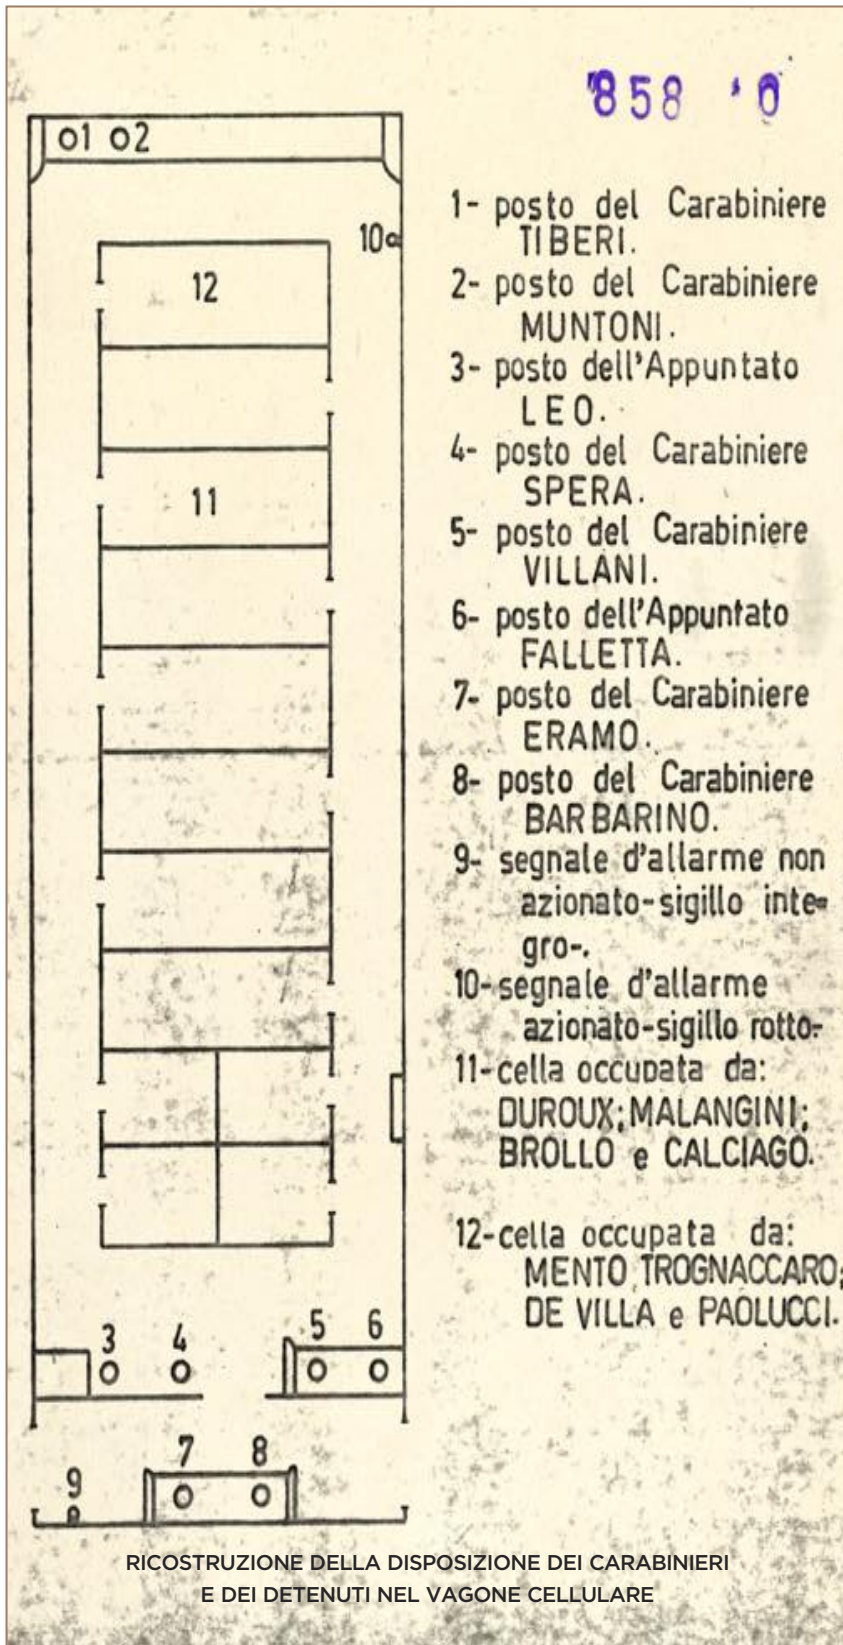 858 '0
O1 O2
10
12
11
3 4 5 6
7 8
9
1- posto del Carabiniere
TIBERI.
2- posto del Carabiniere
MUNTONI.
3- posto dell'Appuntato
LEO.
4- posto del Carabiniere
SPERA.
5- posto del Carabiniere
VILLANI.
6- posto dell'Appuntato
FALLETTA.
7- posto del Carabiniere
ERAMO.
8- posto del Carabiniere
BARBARINO.
9- segnale d'allarme non
azionato-sigillo inte=
gro-.
10-segnale d'allarme
azionato-sigillo rotto-
11-cella occupata da:
DUROUX; MALANGINI;
BROLLO e CALCIAGO.
12-cella occupata da:
MENTO TROGNACCARO;
DE VILLA e PAOLUCCI.
RICOSTRUZIONE DELLA DISPOSIZIONE DEI CARABINIERI
E DEI DETENUTI NEL VAGONE CELLULARE